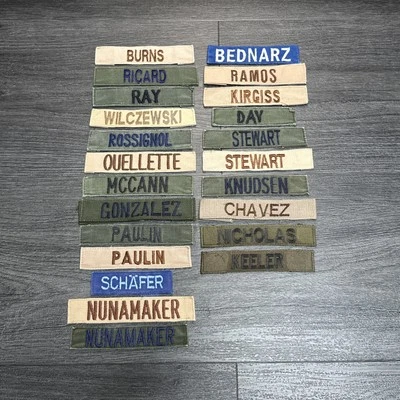 BURNS
RICARD
RAY
WILCZEWSKI
ROSSIGNOL
OUELLETTE
MCCANN
GONZALEZ
PAULIN
PAULIN
SCHÄFER
NUNAMAKER
NUNAMAKER
BEDNARZ
RAMOS
KIRGISS
DAY
STEWART
STEWART
KNUDSEN
CHAVEZ
NICHOLAS
KEELER